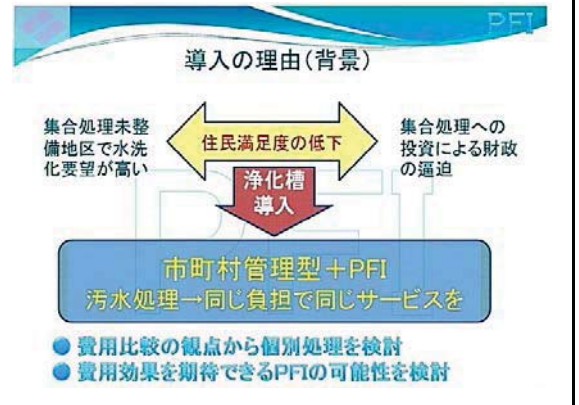 PFI
導入の理由(背景)
集合処理未整
備地区で水洗
化要望が高い
住民満足度の低下
集合処理への
投資による財政
の逼迫
浄化槽
導入
市町村管理型+PFI
汚水処理→同じ負担で同じサービスを
● 費用比較の観点から個別処理を検討
● 費用効果を期待できるPFIの可能性を検討
PFI